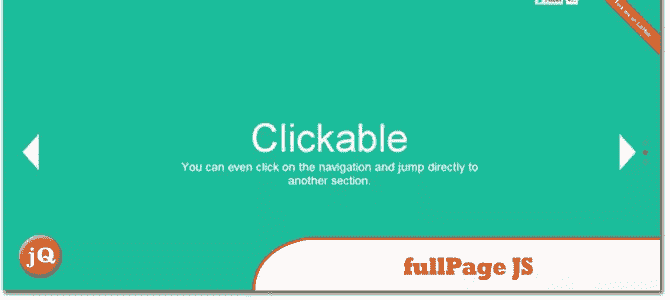 Clickable
You can even click on the navigation and jump directly to
another section.
jQ
fullPage JS